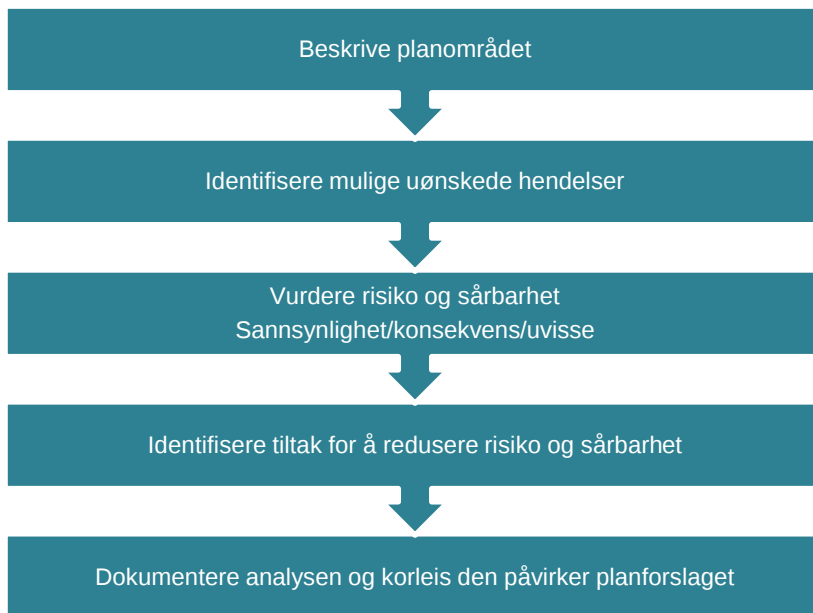 Beskrive planområdet
Identifisere mulige uønskede hendelser
Vurdere risiko og sårbarhet
Sannsynlighet/konsekvens/uvisse
Identifisere tiltak for å redusere risiko og sårbarhet
Dokumentere analysen og korleis den påvirker planforslaget